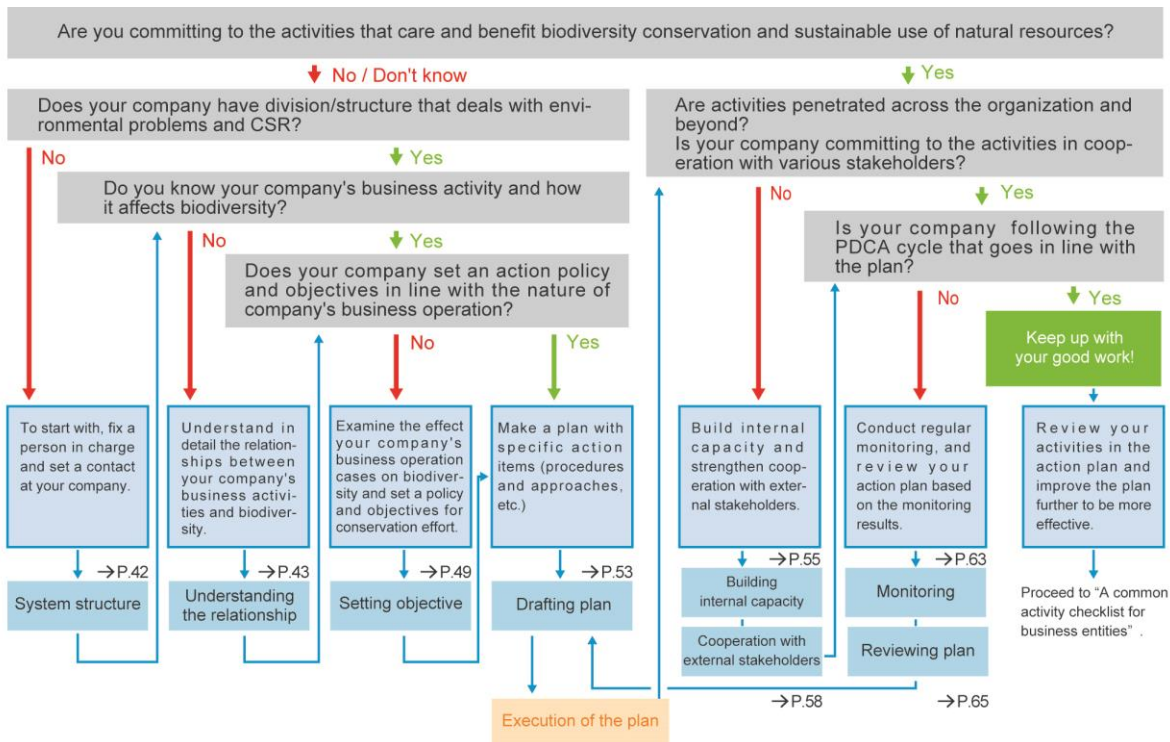 Are you committing to the activities that care and benefit biodiversity conservation and sustainable use of natural resources?
No / Don't know
Yes
Does your company have division/structure that deals with envi-
ronmental problems and CSR?
Are activities penetrated across the organization and
beyond?
Is your company committing to the activities in coop-
eration with various stakeholders?
No
Yes
Do you know your company's business activity and how
it affects biodiversity?
No
Yes
Is your company following the
PDCA cycle that goes in line with
the plan?
No
Yes
Does your company set an action policy
and objectives in line with the nature of
company's business operation?
No
Yes
No
Yes
Keep up with
your good work!
To start with, fix a
person in charge
and set a contact
at your company.
Understand in
detail the relation-
ships between
your company's
business activi-
ties and biodiver-
sity.
Examine the effect
your company's
business operation
cases on biodiver-
sity and set a policy
and objectives for
conservation effort.
Make a plan with
specific action
items (procedures
and approaches,
etc.)
Build internal
capacity and
strengthen coop-
eration with exter-
nal stakeholders.
Conduct regular
monitoring, and
review your
action plan based
on the monitoring
results.
Review your
activities in the
action plan and
improve the plan
further to be more
effective.
→P.42
→P.43
→P.49
→P.53
→P.55
→P.63
System structure
Understanding
the relationship
Setting objective
Drafting plan
Building
internal capacity
Monitoring
Proceed to “A common
activity checklist for
business entities” .
Cooperation with
external stakeholders
Reviewing plan
→P.58
→P.65
Execution of the plan